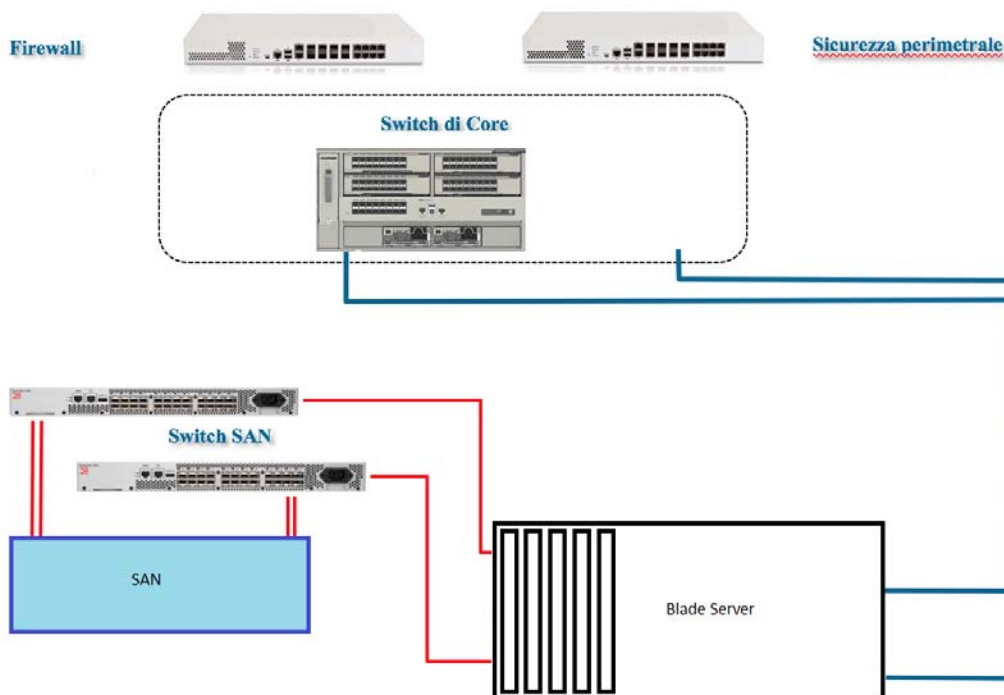 Firewall
Sicurezza perimetrale
Switch di Core
Switch SAN
SAN
Blade Server